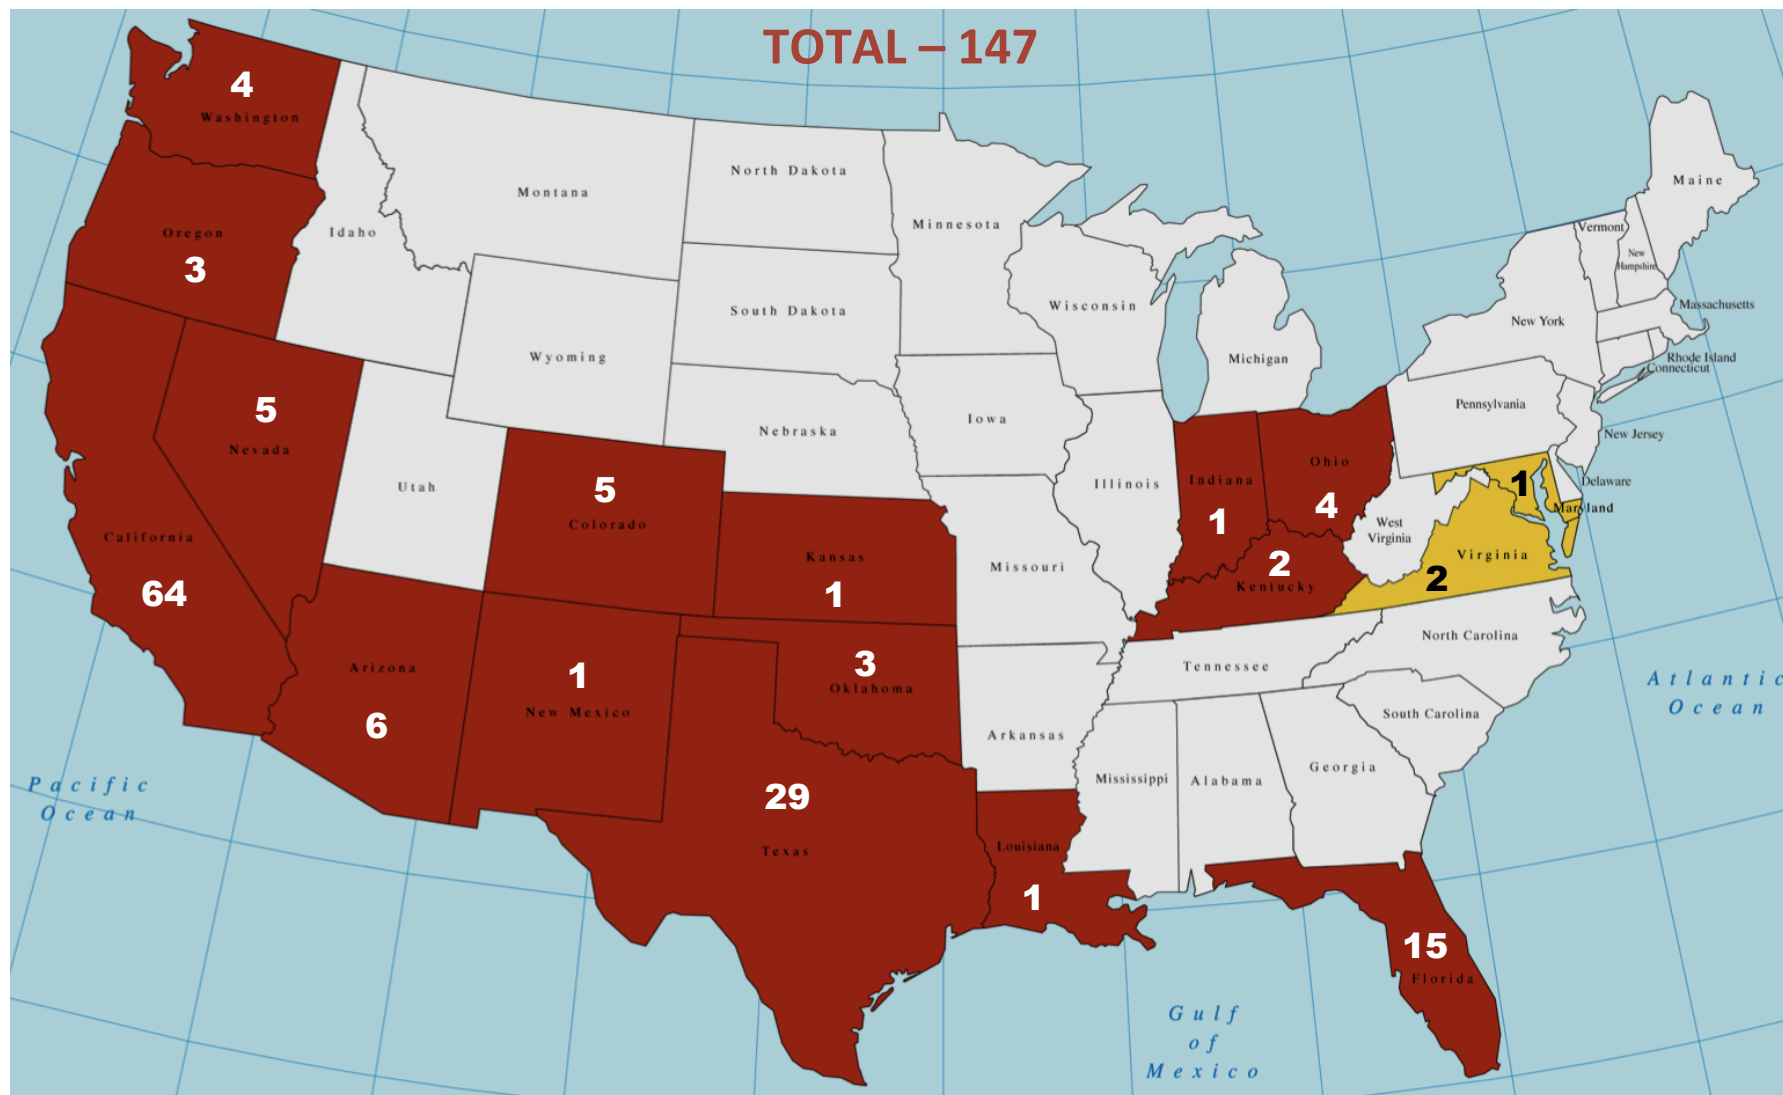 TOTAL – 147
4
Washington
Oregon
3
Idaho
Montana
North Dakota
Minnesota
South Dakota
Wyoming
Nebraska
Wisconsin
Michigan
Iowa
Illinois
5
Nevada
Utah
California
64
5
Colorado
Kansas
1
Missouri
Indiana
1
Ohio
4
2
Kentucky
West
Virginia
Virginia
2
1
Maryland
Delaware
New Jersey
Pennsylvania
New York
Connecticut
Rhode Island
Massachusetts
New
Hampshire
Vermont
Maine
Arizona
6
1
New Mexico
3
Oklahoma
29
Texas
Arkansas
Louisiana
1
Mississippi
Alabama
Georgia
Tennessee
North Carolina
South Carolina
15
Florida
Pacific
Ocean
Gulf
of
Mexico
Atlantic
Ocean